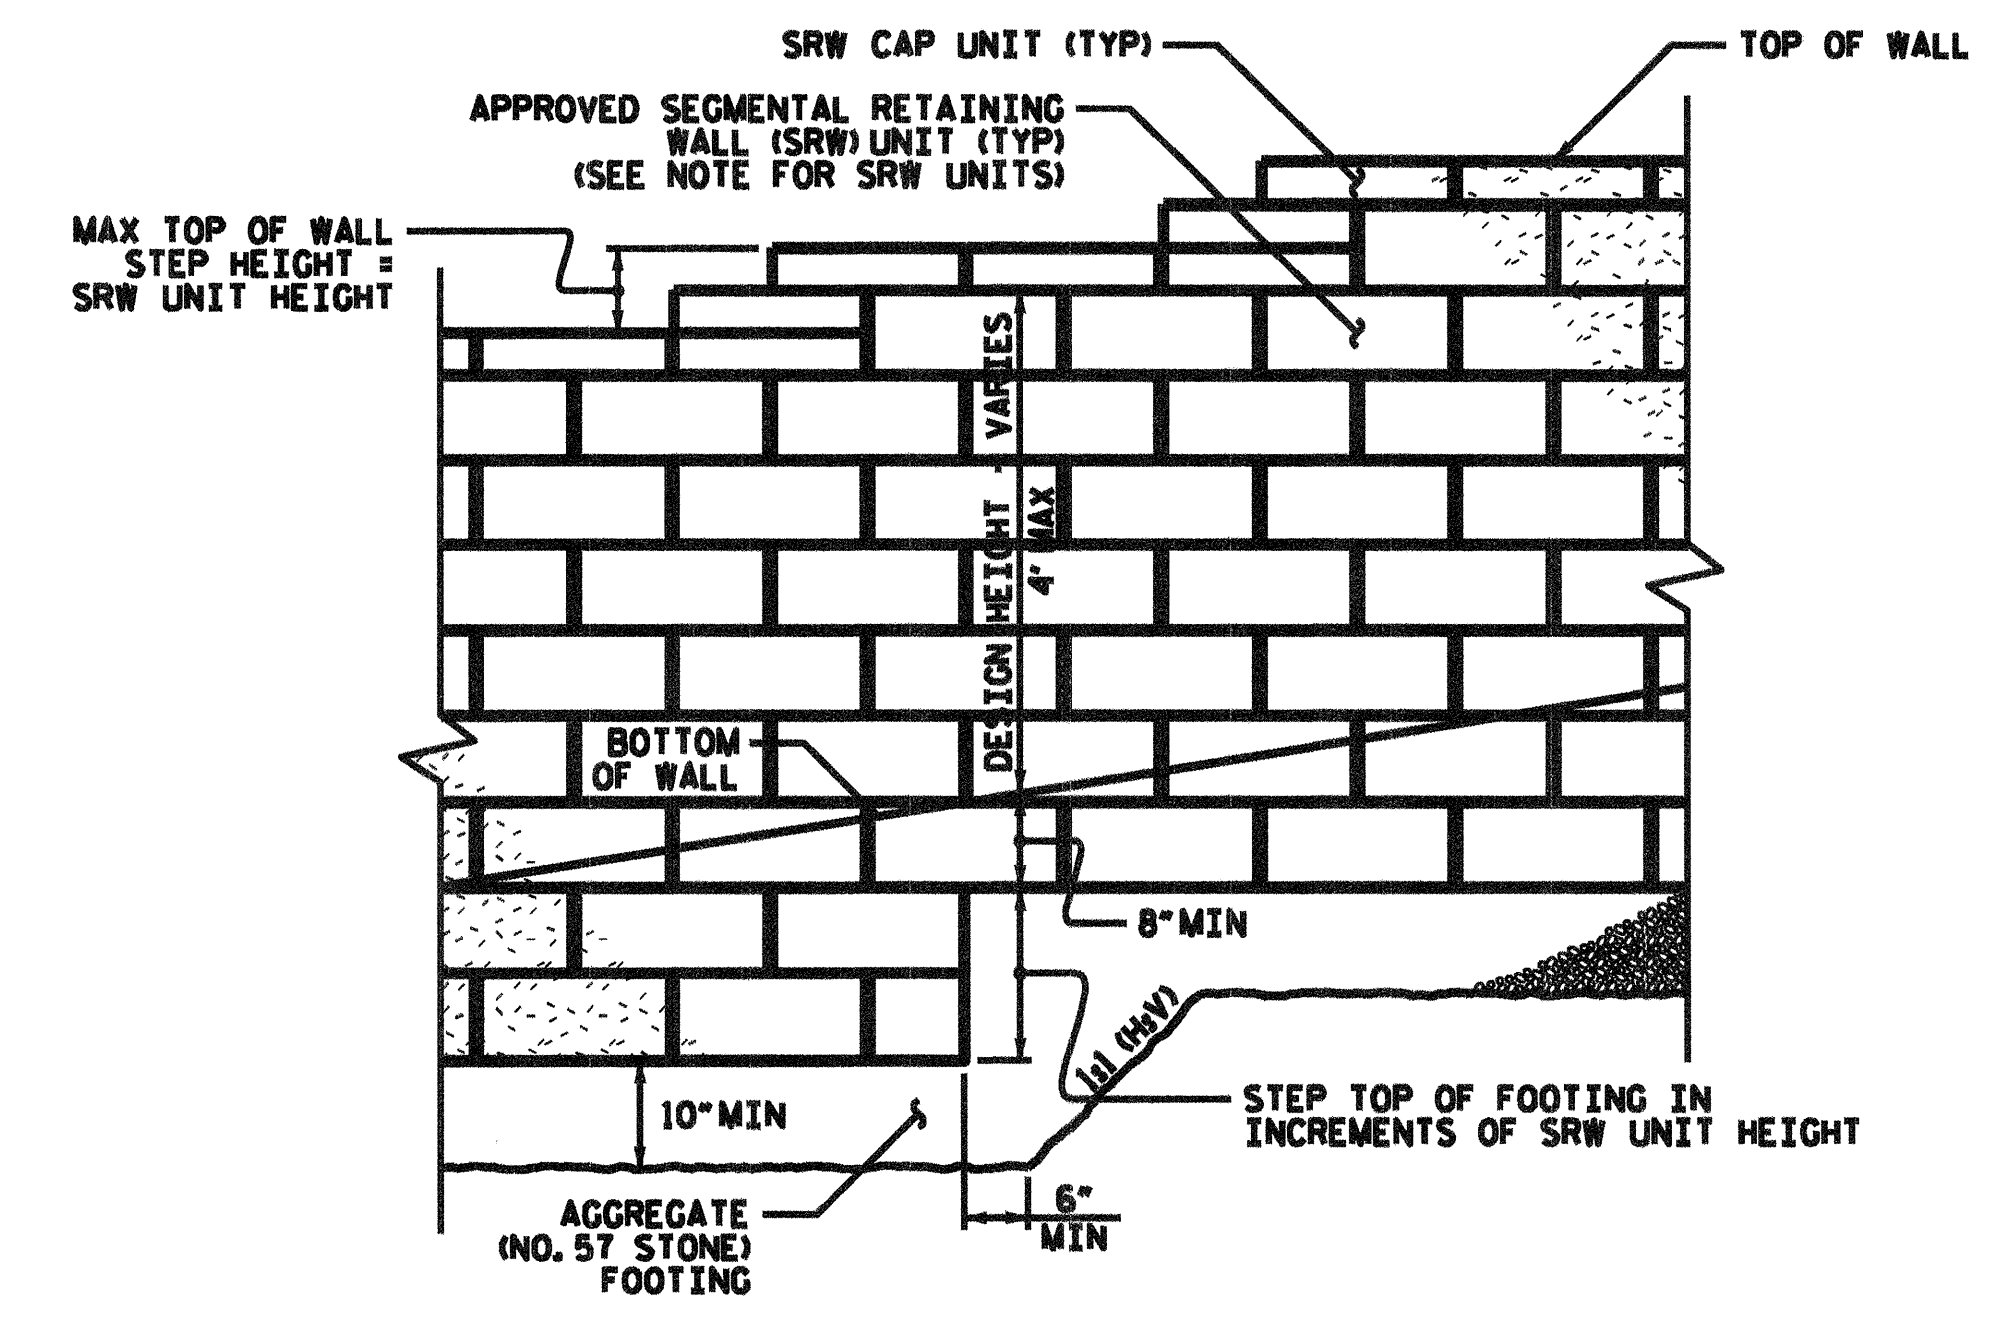 SRW CAP UNIT (TYP)
TOP OF WALL
APPROVED SEGMENTAL RETAINING
WALL (SRW) UNIT (TYP)
(SEE NOTE FOR SRW UNITS)
MAX TOP OF WALL
STEP HEIGHT =
SRW UNIT HEIGHT
DESIGN HEIGHT - VARIES
4' MAX
BOTTOM
OF WALL
8" MIN
1:1 (H:V)
STEP TOP OF FOOTING IN
INCREMENTS OF SRW UNIT HEIGHT
10" MIN
6"
MIN
AGGREGATE
(NO. 57 STONE)
FOOTING